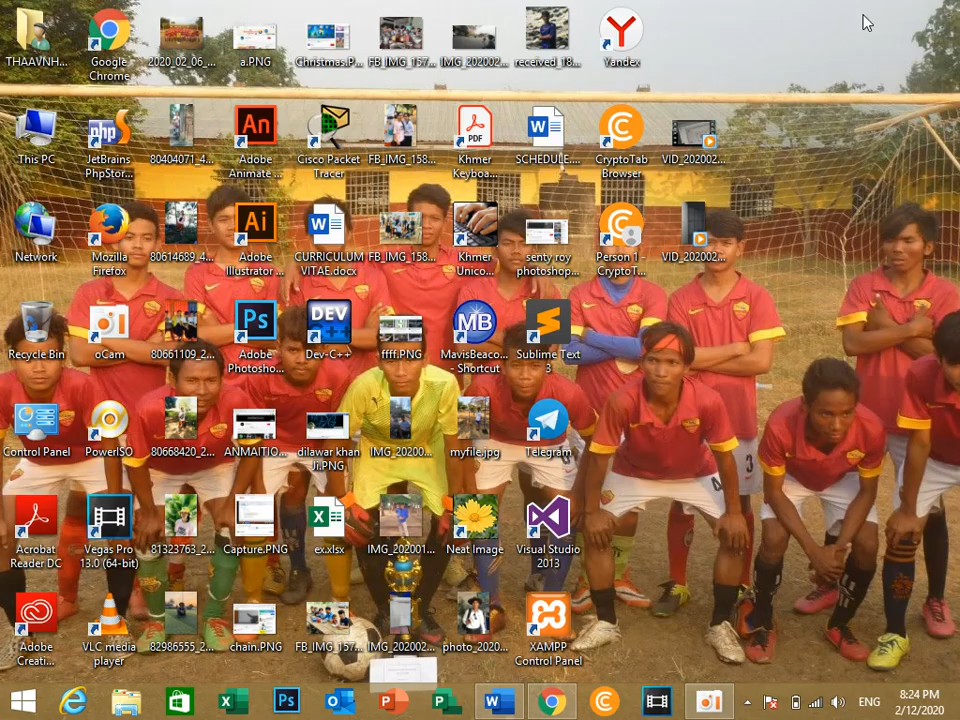 THAAVNH...
Google
Chrome
2020_02_06_...
a.PNG
Christmas.P...
FB_IMG_157...
IMG_202002...
received_18...
Yandex
This PC
JetBrains
PhpStor...
80404071_4...
Adobe
Animate ...
Cisco Packet
Tracer
FB_IMG_158...
Khmer
Keyboa...
SCHEDULE....
CryptoTab
Browser
VID_202002...
Network
Mozilla
Firefox
80614689_4...
Adobe
Illustrator ...
CURRICULUM
VITAE.docx
FB_IMG_158...
Khmer
Unico...
senty roy
photoshop...
Person 1 -
CryptoT...
VID_202002...
Recycle Bin
oCam
80661109_2...
Adobe
Photosho...
Dev-C++
ffff.PNG
MavisBeaco...
- Shortcut
Sublime Text
3
Control Panel
PowerISO
80668420_2...
ANMAITIO...
dilawar khan
Ji.PNG
IMG_20200...
myfile.jpg
Telegram
Acrobat
Reader DC
Vegas Pro
13.0 (64-bit)
81323763_2...
Capture.PNG
ex.xlsx
IMG_202001...
Neat Image
Visual Studio
2013
Adobe
Creati...
VLC media
player
82986555_2...
chain.PNG
FB_IMG_157...
IMG_202002...
photo_2020...
XAMPP
Control Panel
ENG
8:24 PM
2/12/2020